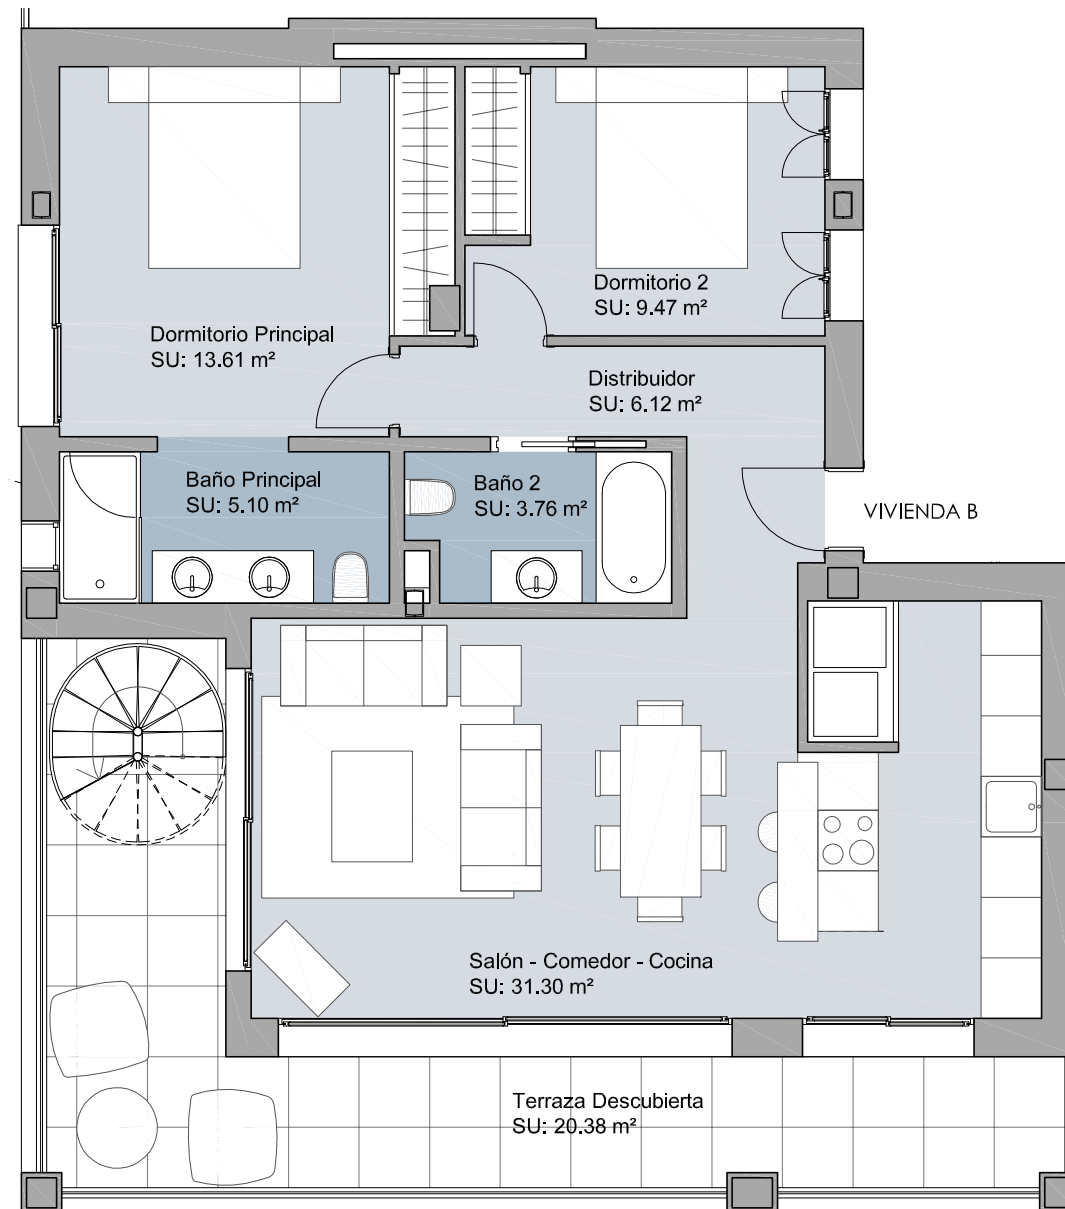 Dormitorio 2
SU: 9.47 m²
Dormitorio Principal
SU: 13.61 m²
Distribuidor
SU: 6.12 m²
Baño Principal
SU: 5.10 m²
Baño 2
SU: 3.76 m²
VIVIENDA B
Salón - Comedor - Cocina
SU: 31.30 m²
Terraza Descubierta
SU: 20.38 m²